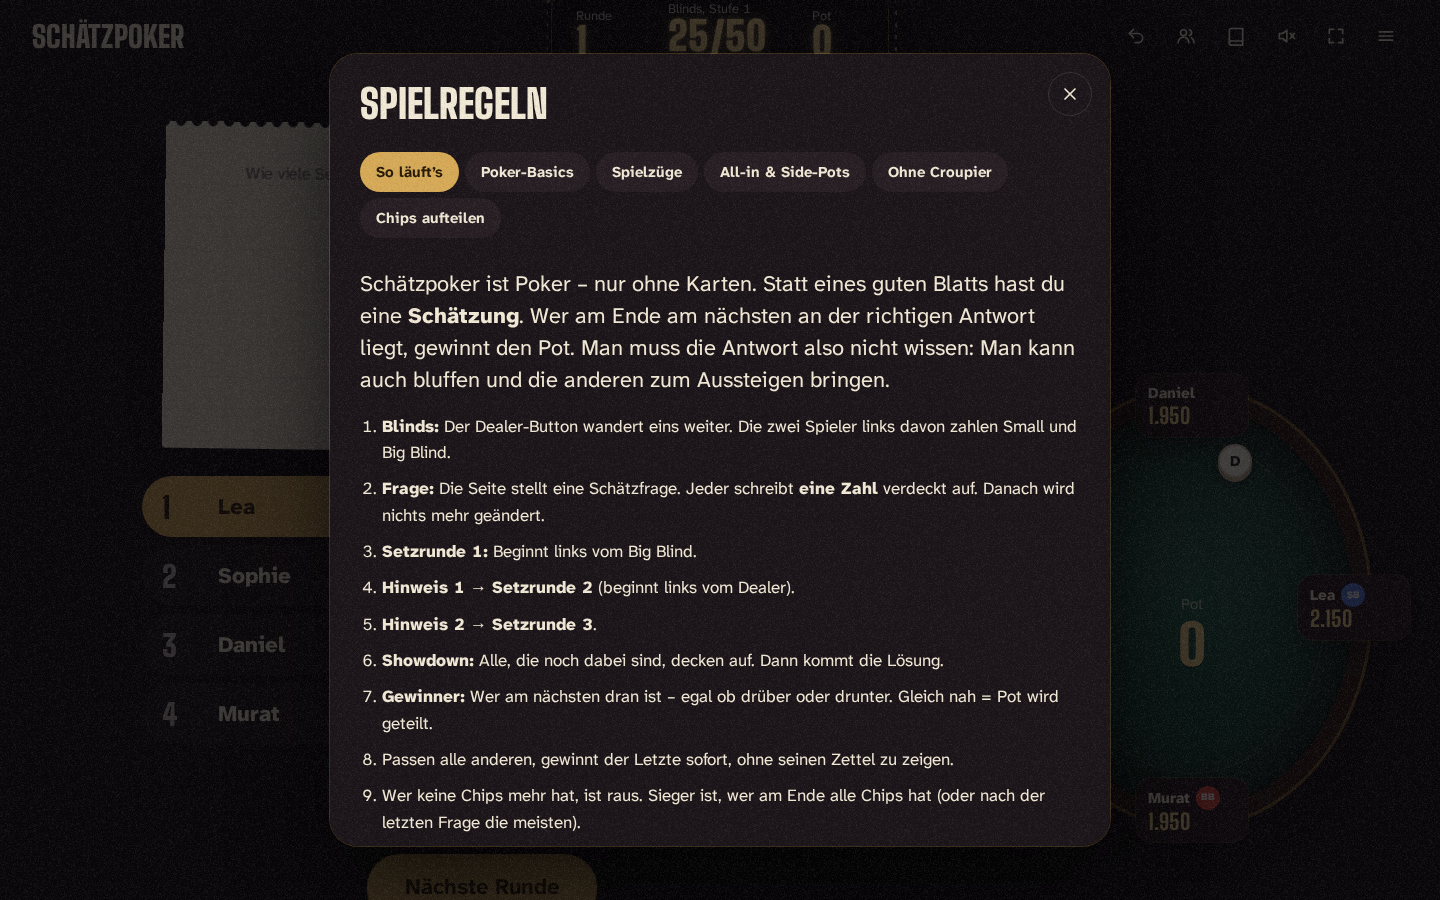 SCHÄTZPOKER
Runde
1
Blinds, Stufe 1
25/50
Pot
0
SPIELREGELN
So läuft’s
Poker-Basics
Spielzüge
All-in & Side-Pots
Ohne Croupier
Chips aufteilen
Schätzpoker ist Poker – nur ohne Karten. Statt eines guten Blatts hast du
eine Schätzung. Wer am Ende am nächsten an der richtigen Antwort
liegt, gewinnt den Pot. Man muss die Antwort also nicht wissen: Man kann
auch bluffen und die anderen zum Aussteigen bringen.
1. Blinds: Der Dealer-Button wandert eins weiter. Die zwei Spieler links davon zahlen Small und
Big Blind.
2. Frage: Die Seite stellt eine Schätzfrage. Jeder schreibt eine Zahl verdeckt auf. Danach wird
nichts mehr geändert.
3. Setzrunde 1: Beginnt links vom Big Blind.
4. Hinweis 1 → Setzrunde 2 (beginnt links vom Dealer).
5. Hinweis 2 → Setzrunde 3.
6. Showdown: Alle, die noch dabei sind, decken auf. Dann kommt die Lösung.
7. Gewinner: Wer am nächsten dran ist – egal ob drüber oder drunter. Gleich nah = Pot wird
geteilt.
8. Passen alle anderen, gewinnt der Letzte sofort, ohne seinen Zettel zu zeigen.
9. Wer keine Chips mehr hat, ist raus. Sieger ist, wer am Ende alle Chips hat (oder nach der
letzten Frage die meisten).
Wie viele
1 Lea
2 Sophie
3 Daniel
4 Murat
Nächste Runde
Daniel
1.950
D
Lea SB
2.150
Pot
0
Murat BB
1.950